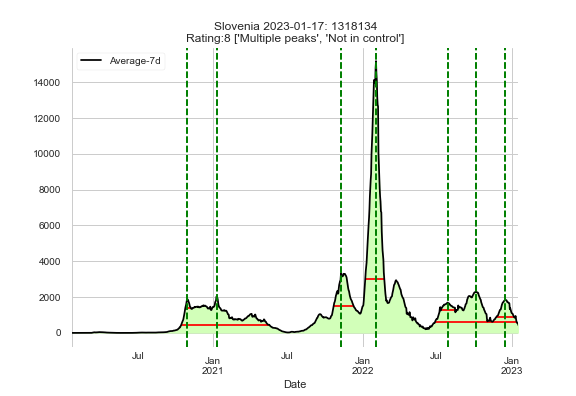 Slovenia 2023-01-17: 1318134
Rating:8 ['Multiple peaks', 'Not in control']
Average-7d
14000
12000
10000
8000
6000
4000
2000
0
Jul
Jan
2021
Jul
Jan
2022
Jul
Jan
2023
Date